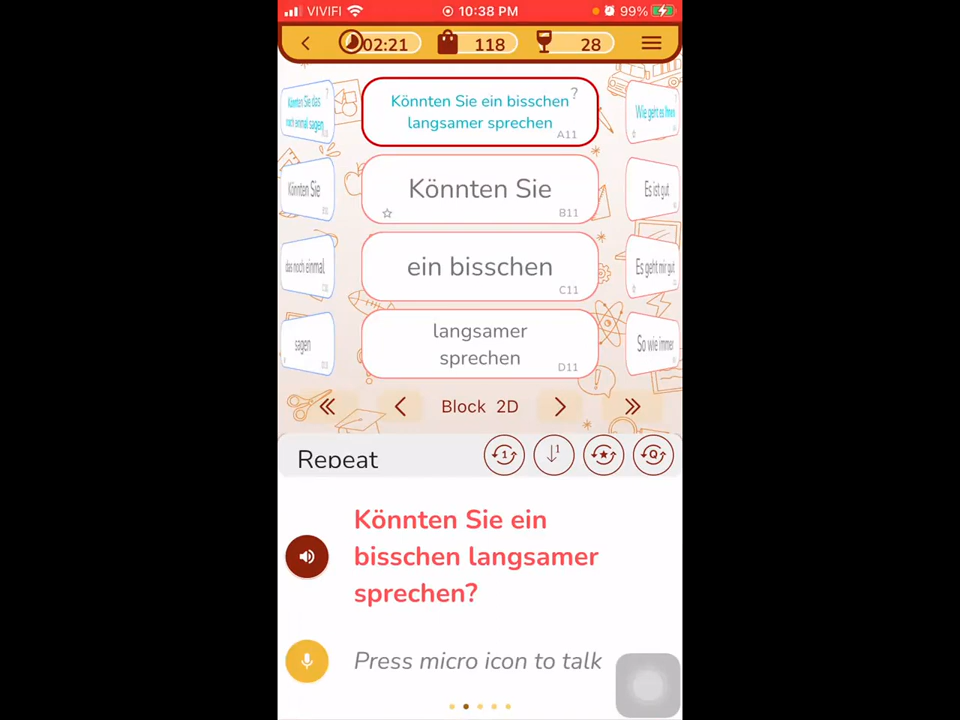 VIVIFI 10:38 PM 99%
02:21 118 28
Könnten Sie das
noch einmal sagen
?
Könnten Sie ein bisschen
langsamer sprechen
?
A11
Wie geht es Ihnen
Könnten Sie
Könnten Sie
B11
Es ist gut
das noch einmal
ein bisschen
C11
Es geht mir gut
sagen
langsamer
sprechen
D11
So wie immer
Block 2D
Repeat
1
1
Q
Könnten Sie ein
bisschen langsamer
sprechen?
Press micro icon to talk